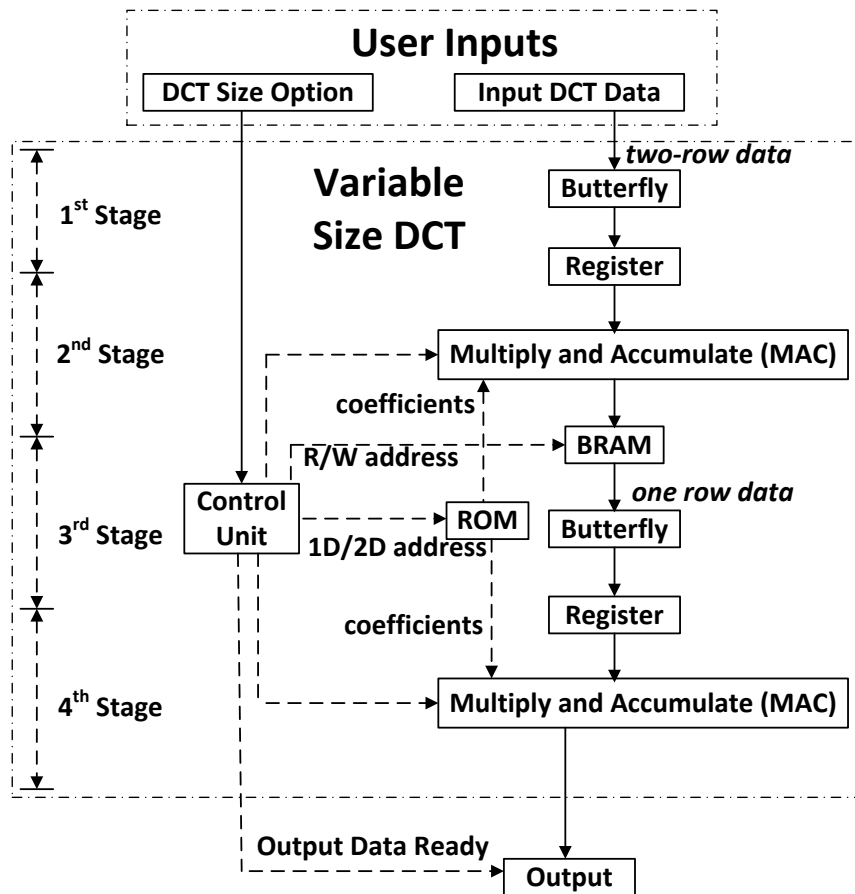 User Inputs
DCT Size Option
Input DCT Data
two-row data
Variable
Size DCT
Butterfly
1st Stage
Register
2nd Stage
Multiply and Accumulate (MAC)
coefficients
R/W address
BRAM
one row data
Control
Unit
ROM
3rd Stage
1D/2D address
Butterfly
coefficients
Register
4th Stage
Multiply and Accumulate (MAC)
Output Data Ready
Output